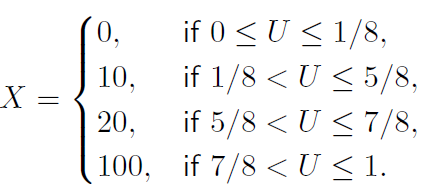 0, if 0 ≤ U ≤ 1/8,
10, if 1/8 < U ≤ 5/8,
X =
20, if 5/8 < U ≤ 7/8,
100, if 7/8 < U ≤ 1.